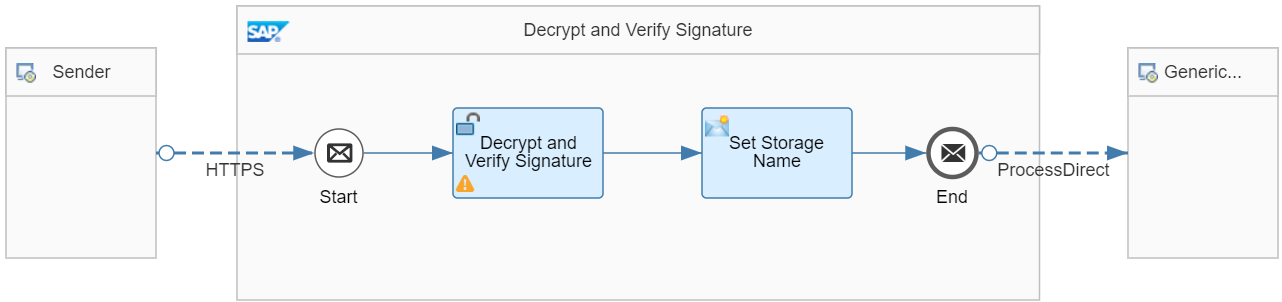 SAP
Decrypt and Verify Signature
Sender
Generic...
Decrypt and
Verify Signature
Set Storage
Name
HTTPS
ProcessDirect
Start
End